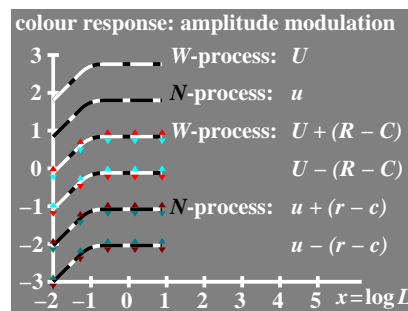 colour response: amplitude modulation
3
W-process: U
2
N-process: u
1
W-process: U + (R − C)
0
U − (R − C)
−1
N-process: u + (r − c)
−2
u − (r − c)
−3
−2 −1 0 1 2 3 4 5 x = log L